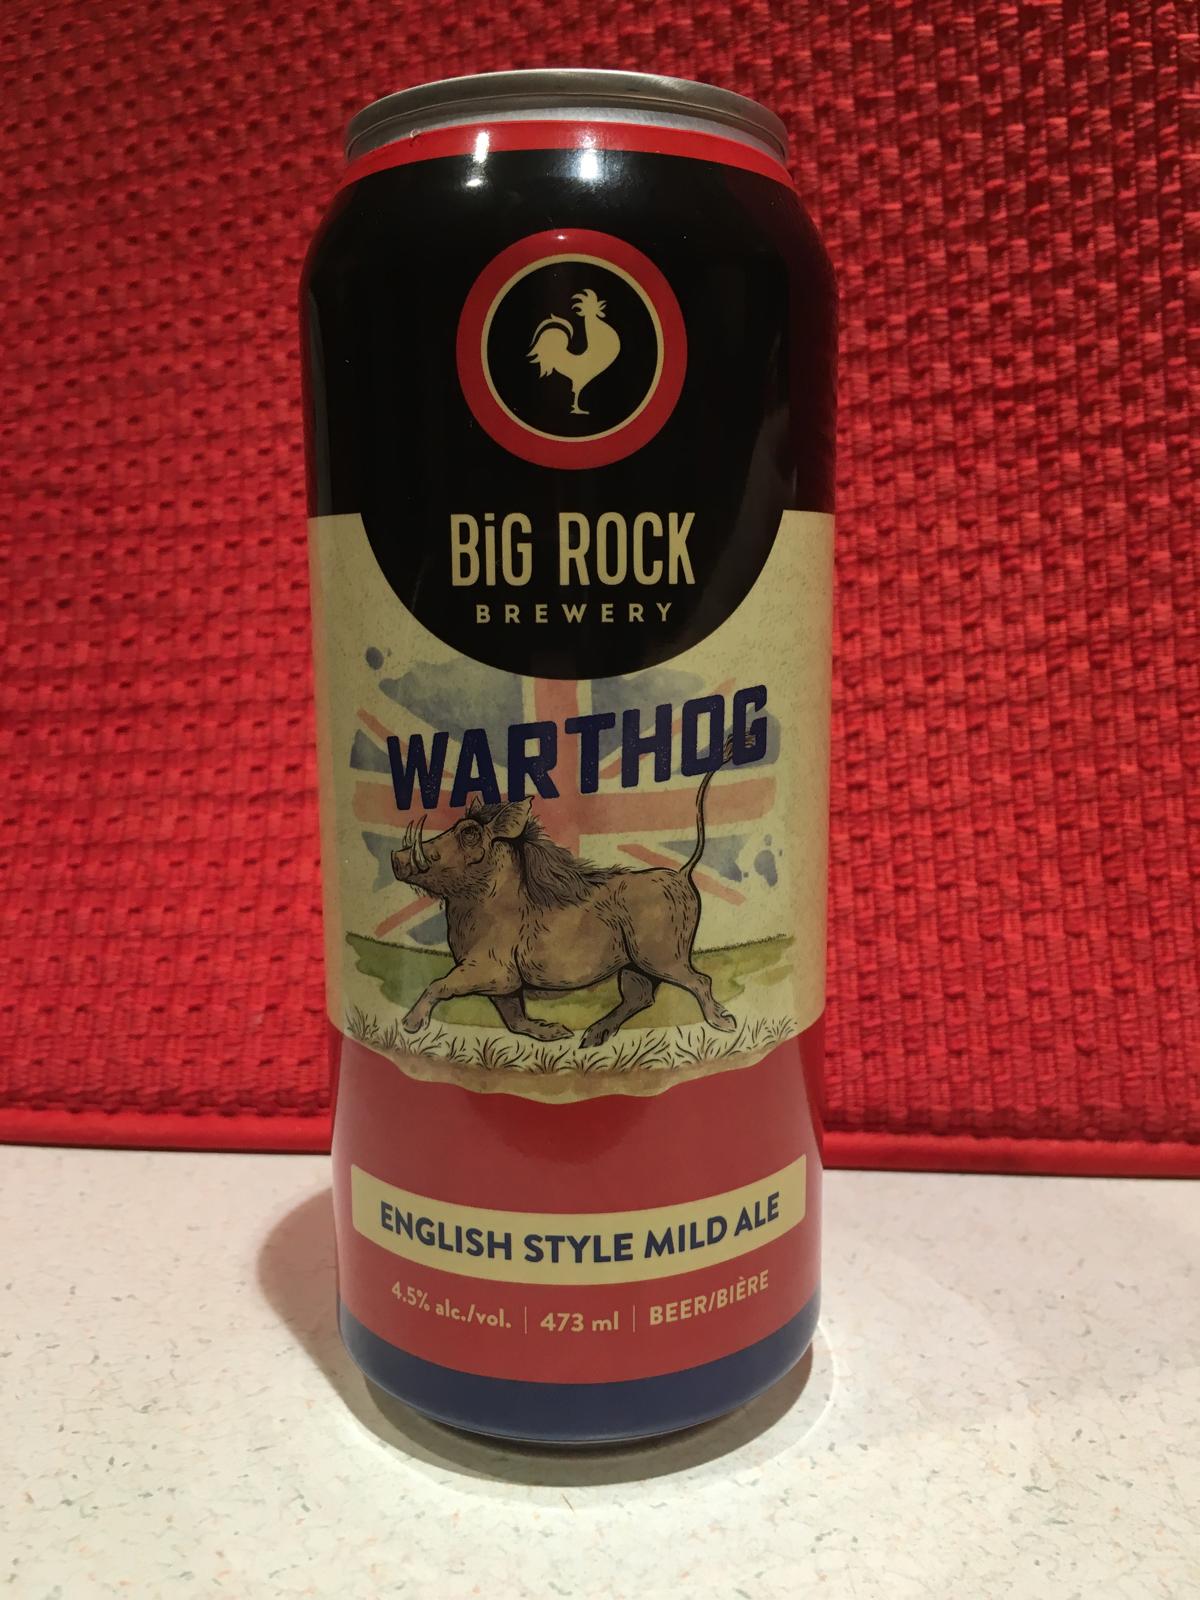 BiG ROCK
BREWERY
WARTHOG
ENGLISH STYLE MILD ALE
4.5% alc./vol. | 473 ml | BEER/BIÈRE